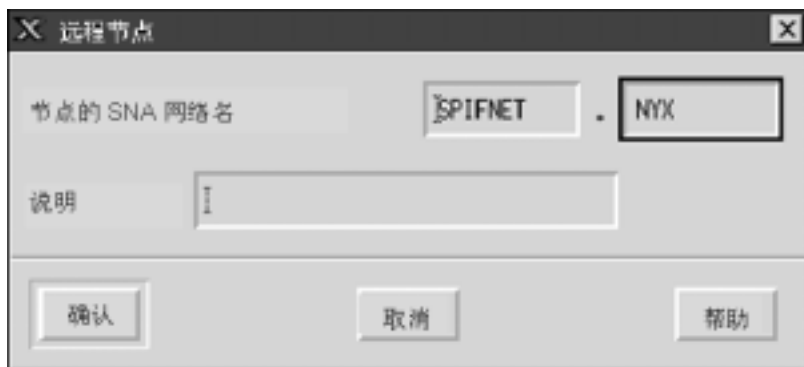 远程节点
节点的 SNA 网络名 SPIFNET . NYX
说明
确认 取消 帮助